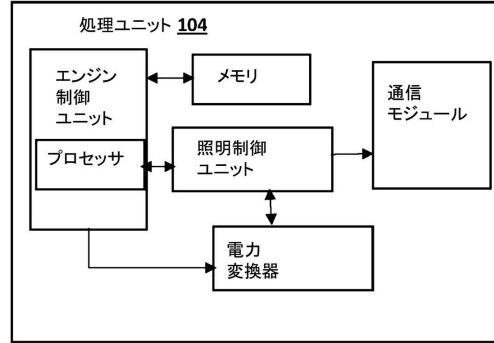 処理ユニット 104
エンジン
制御
ユニット
メモリ
通信
モジュール
プロセッサ
照明制御
ユニット
電力
変換器